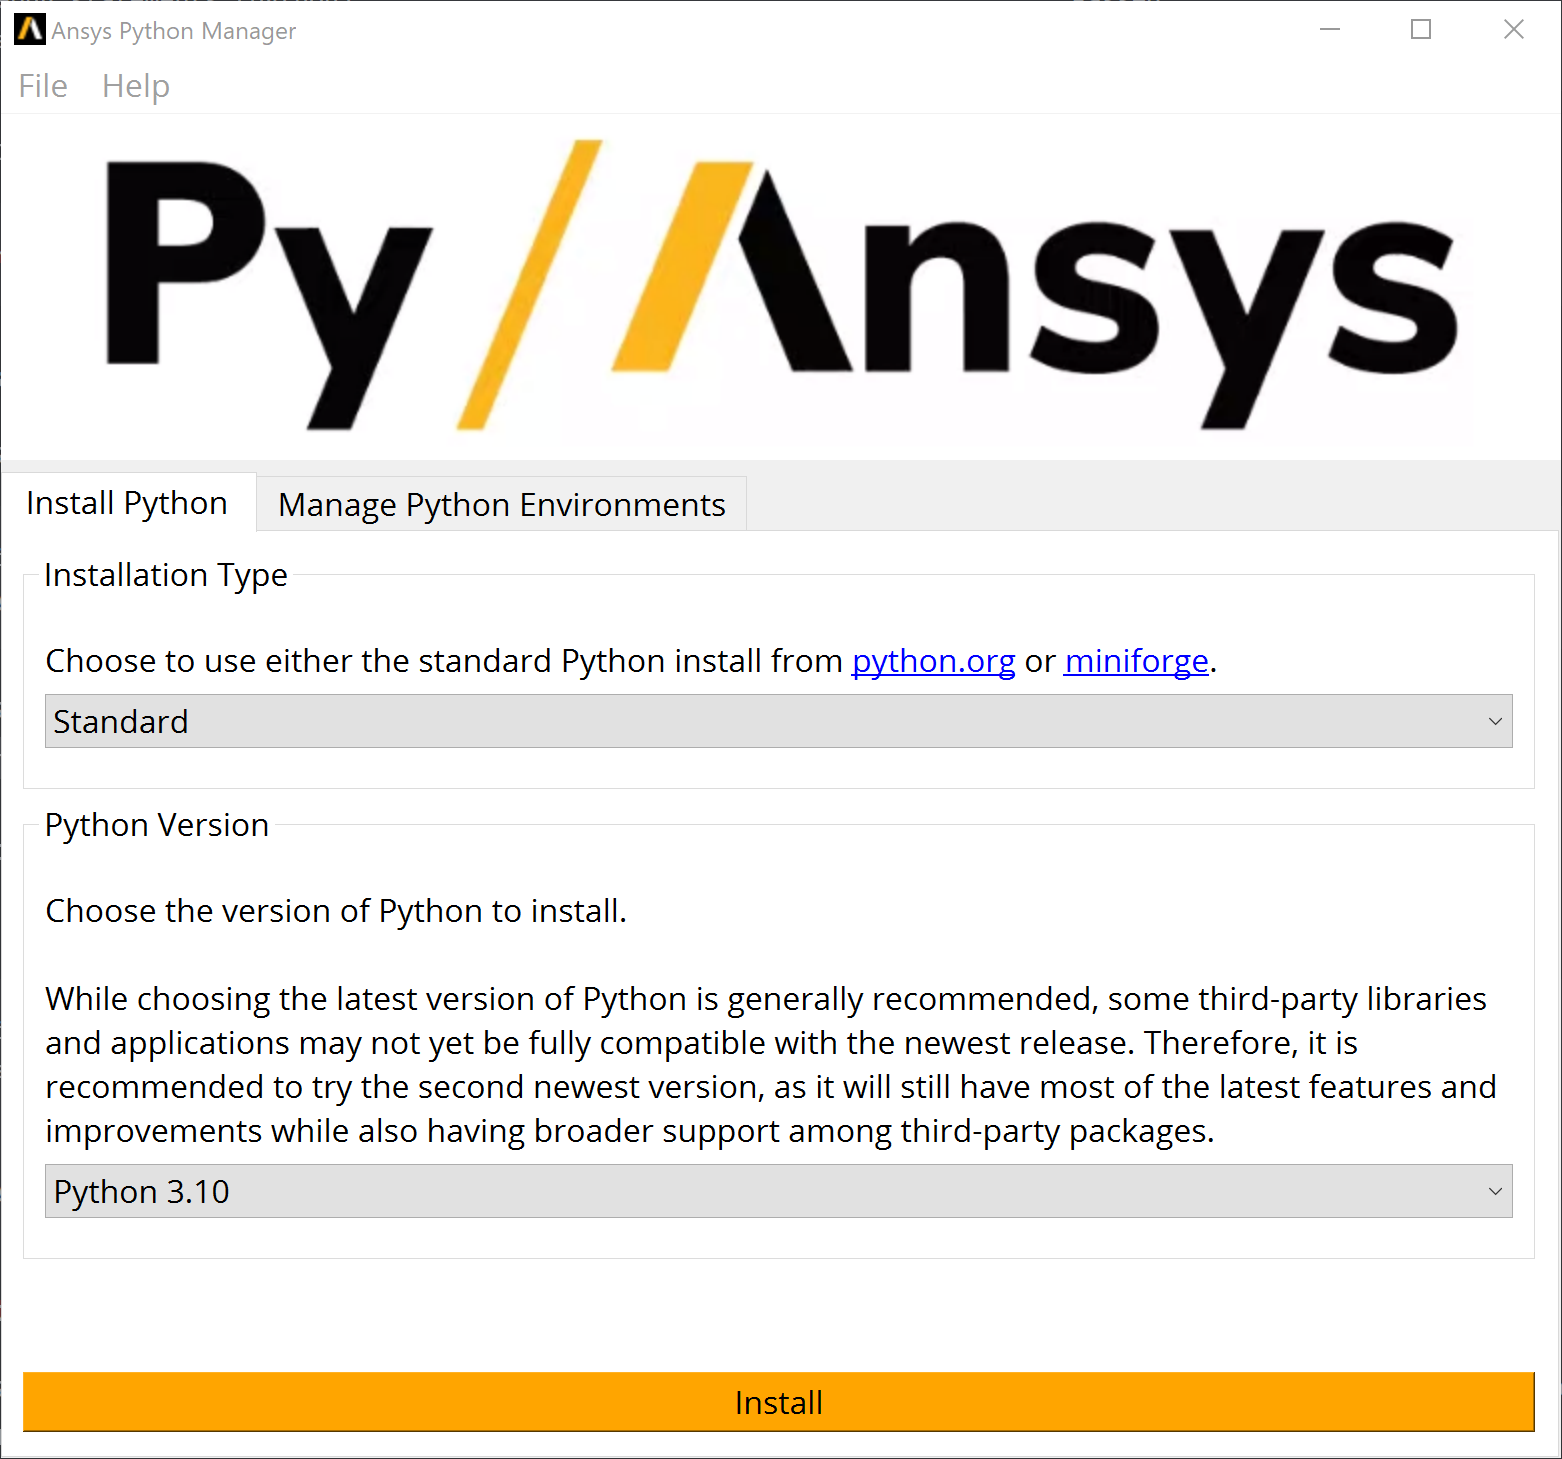 Ansys Python Manager
File Help
Py Ansys
Install Python Manage Python Environments
Installation Type
Choose to use either the standard Python install from python.org or miniforge.
Standard
Python Version
Choose the version of Python to install.
While choosing the latest version of Python is generally recommended, some third-party libraries
and applications may not yet be fully compatible with the newest release. Therefore, it is
recommended to try the second newest version, as it will still have most of the latest features and
improvements while also having broader support among third-party packages.
Python 3.10
Install